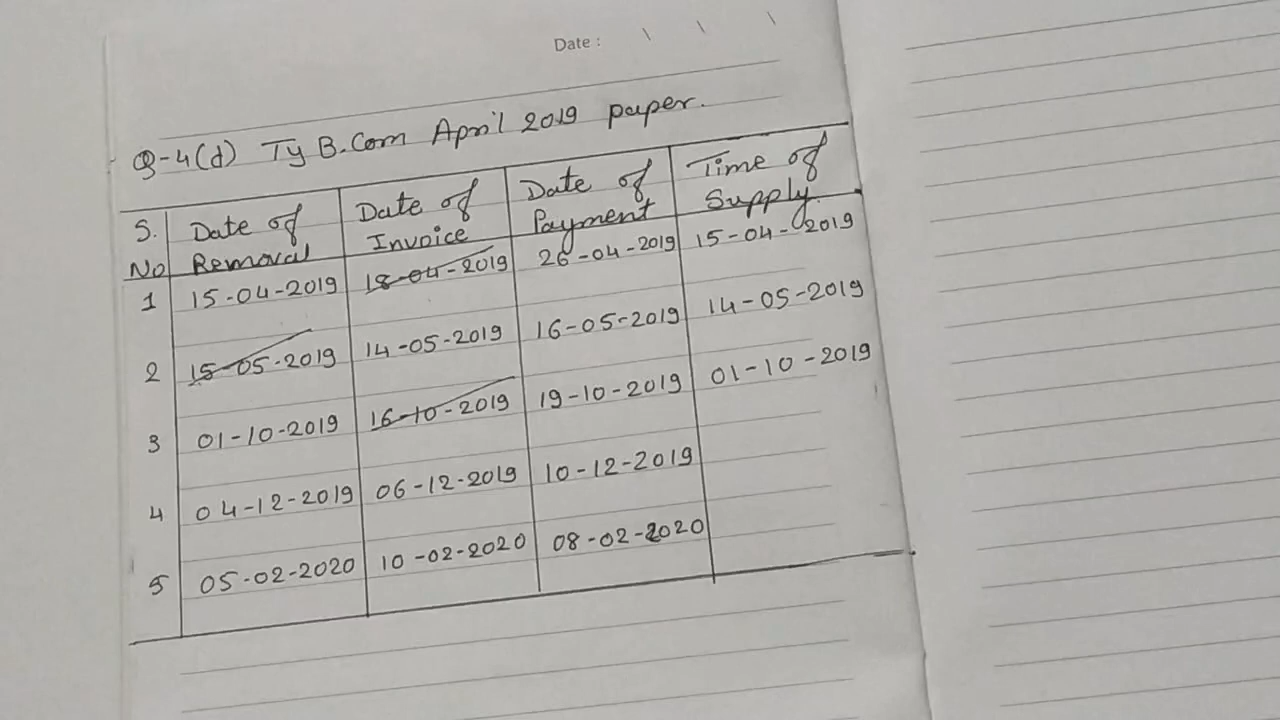 Date :
Q-4(d) Ty B.Com April 2019 paper.
S. No Date of Removal Date of Invoice Date of Payment Time of Supply.
1 15-04-2019 18-04-2019 26-04-2019 15-04-2019
2 15-05-2019 14-05-2019 16-05-2019 14-05-2019
3 01-10-2019 16-10-2019 19-10-2019 01-10-2019
4 04-12-2019 06-12-2019 10-12-2019
5 05-02-2020 10-02-2020 08-02-2020